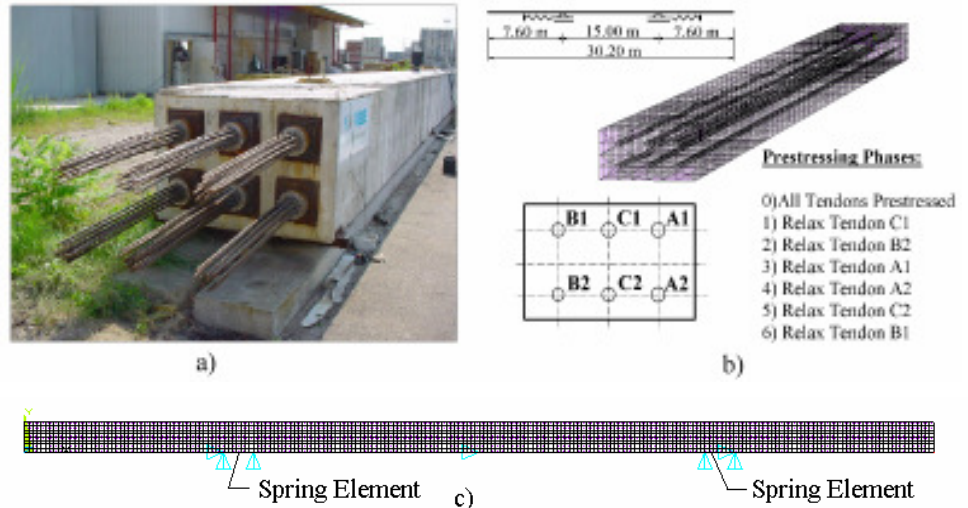 7.60 m
15.00 m
7.60 m
30.20 m
Prestressing Phases:
0)All Tendons Prestressed
1) Relax Tendon C1
2) Relax Tendon B2
3) Relax Tendon A1
4) Relax Tendon A2
5) Relax Tendon C2
6) Relax Tendon B1
B1 C1 A1
B2 C2 A2
a)
b)
Y
Spring Element
c)
Spring Element